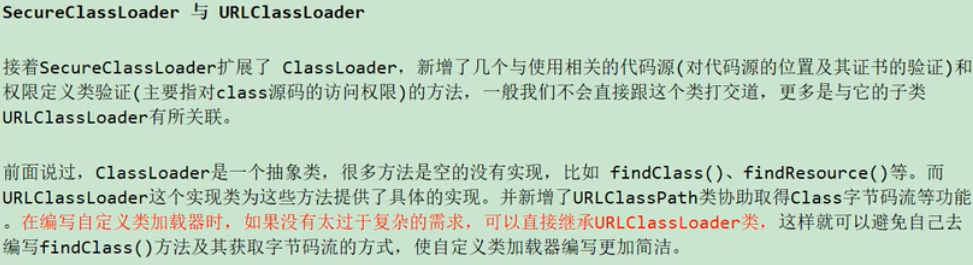 SecureClassLoader 与 URLClassLoader
接着SecureClassLoader扩展了 ClassLoader，新增了几个与使用相关的代码源(对代码源的位置及其证书的验证)和
权限定义类验证(主要指对class源码的访问权限)的方法，一般我们不会直接跟这个类打交道，更多是与它的子类
URLClassLoader有所关联。
前面说过，ClassLoader是一个抽象类，很多方法是空的没有实现，比如 findClass()、findResource()等。而
URLClassLoader这个实现类为这些方法提供了具体的实现。并新增了URLClassPath类协助取得Class字节码流等功能
。在编写自定义类加载器时，如果没有太过于复杂的需求，可以直接继承URLClassLoader类，这样就可以避免自己去
编写findClass()方法及其获取字节码流的方式，使自定义类加载器编写更加简洁。